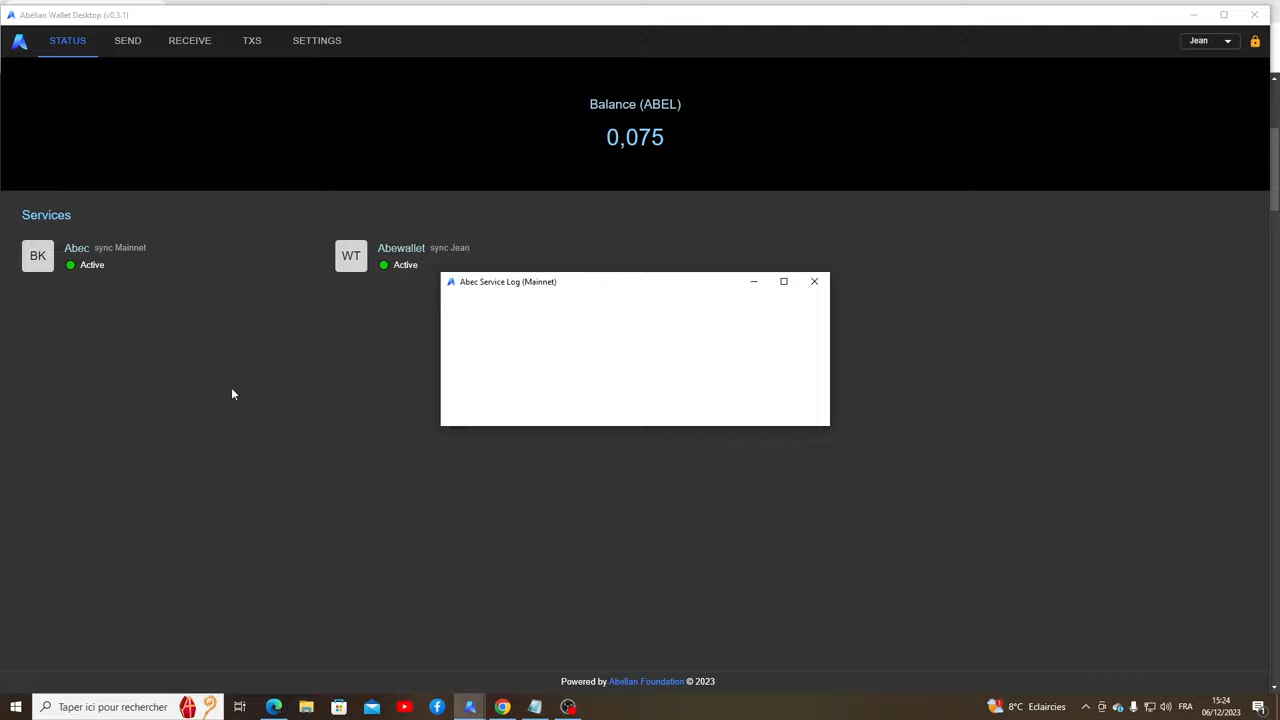 Abelian Wallet Desktop (v0.3.1)
STATUS SEND RECEIVE TXS SETTINGS Jean
Balance (ABEL)
0,075
Services
BK Abec sync Mainnet
Active
WT Abewallet sync Jean
Active
Abec Service Log (Mainnet)
Powered by Abelian Foundation © 2023
Taper ici pour rechercher
8°C Eclaircies
FRA
15:24
06/12/2023